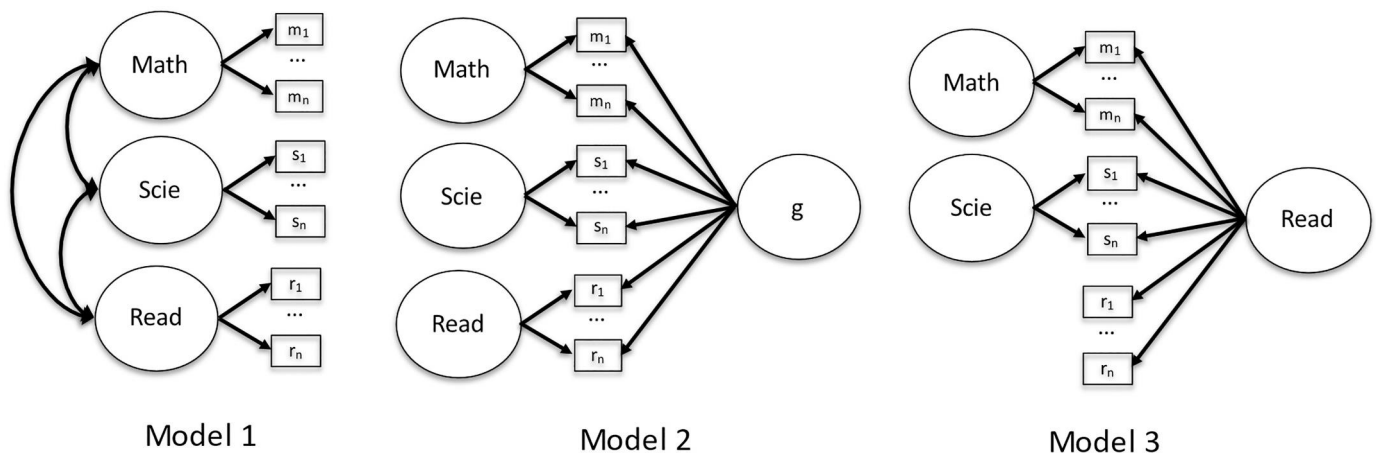 Math
m₁
...
mₙ
Scie
s₁
...
sₙ
Read
r₁
...
rₙ
Model 1
Math
m₁
...
mₙ
Scie
s₁
...
sₙ
Read
r₁
...
rₙ
g
Model 2
Math
m₁
...
mₙ
Scie
s₁
...
sₙ
r₁
...
rₙ
Read
Model 3